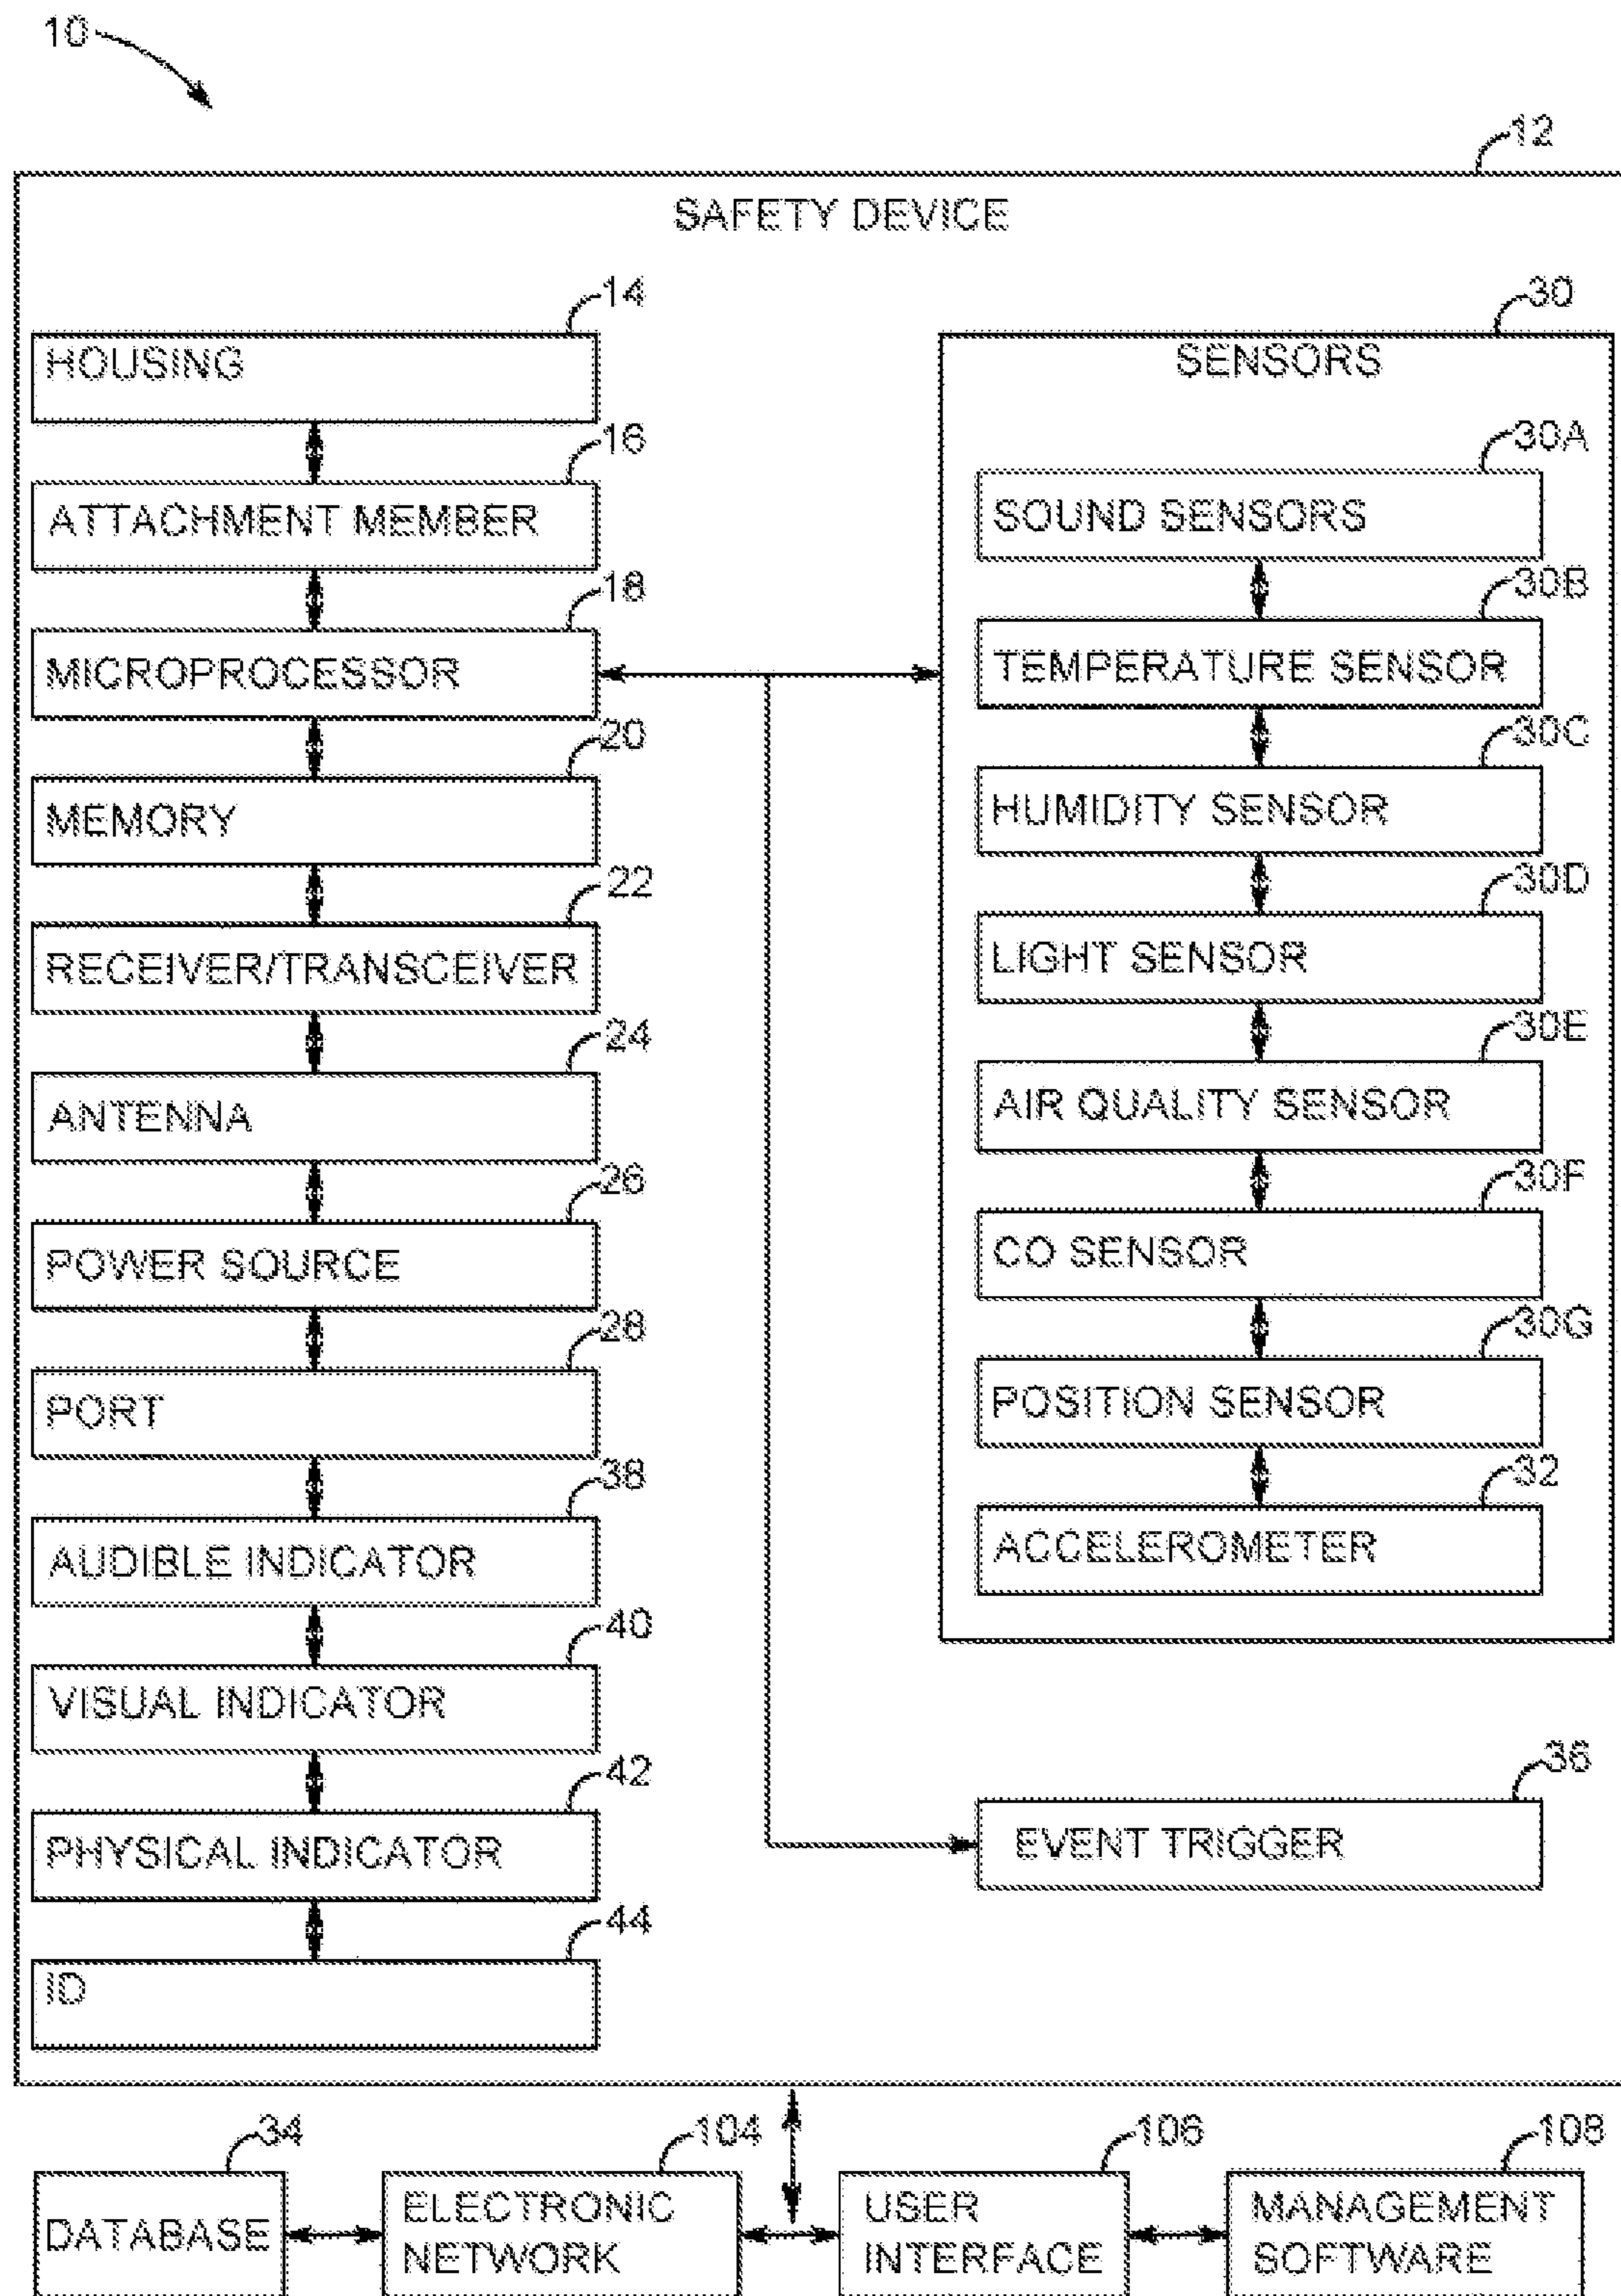 10
12
SAFETY DEVICE
14
HOUSING
16
ATTACHMENT MEMBER
18
MICROPROCESSOR
20
MEMORY
22
RECEIVER/TRANSCEIVER
24
ANTENNA
26
POWER SOURCE
28
PORT
38
AUDIBLE INDICATOR
40
VISUAL INDICATOR
42
PHYSICAL INDICATOR
44
ID
30
SENSORS
30A
SOUND SENSORS
30B
TEMPERATURE SENSOR
30C
HUMIDITY SENSOR
30D
LIGHT SENSOR
30E
AIR QUALITY SENSOR
30F
CO SENSOR
30G
POSITION SENSOR
32
ACCELEROMETER
36
EVENT TRIGGER
34
DATABASE
104
ELECTRONIC
NETWORK
106
USER
INTERFACE
108
MANAGEMENT
SOFTWARE